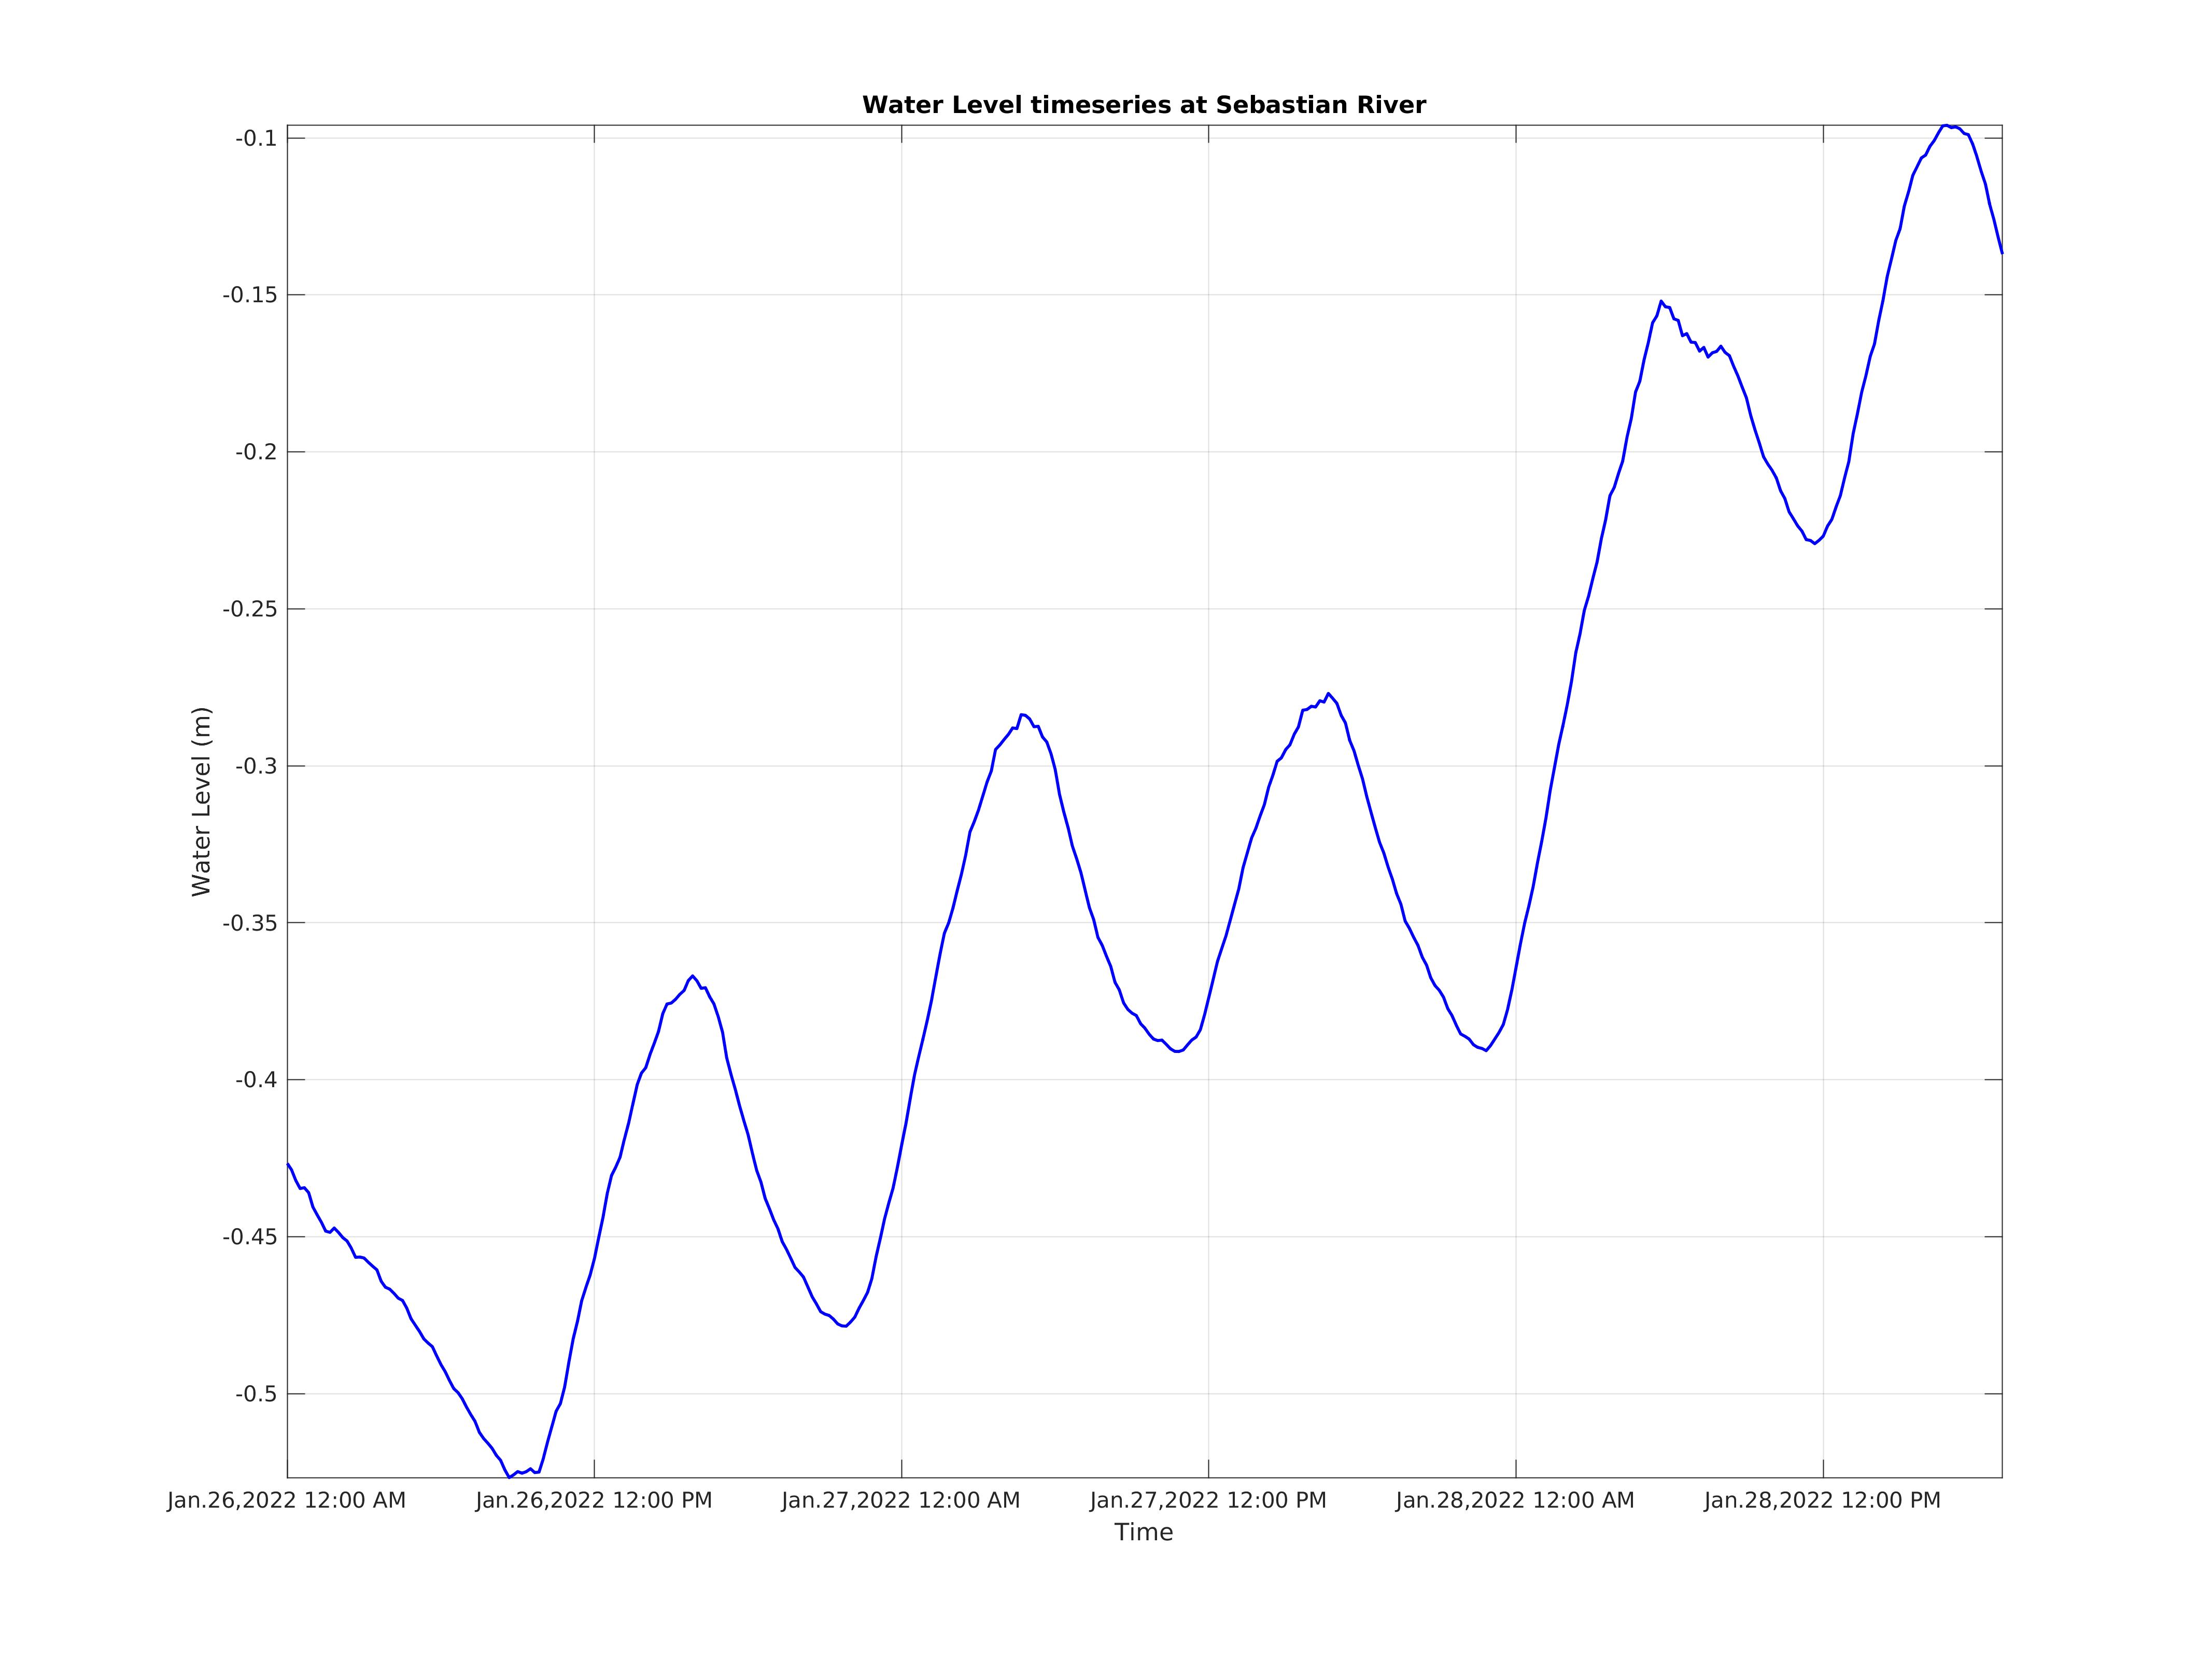 Water Level timeseries at Sebastian River
-0.1
-0.15
-0.2
-0.25
-0.3
-0.35
-0.4
-0.45
-0.5
Water Level (m)
Jan.26,2022 12:00 AM
Jan.26,2022 12:00 PM
Jan.27,2022 12:00 AM
Jan.27,2022 12:00 PM
Jan.28,2022 12:00 AM
Jan.28,2022 12:00 PM
Time